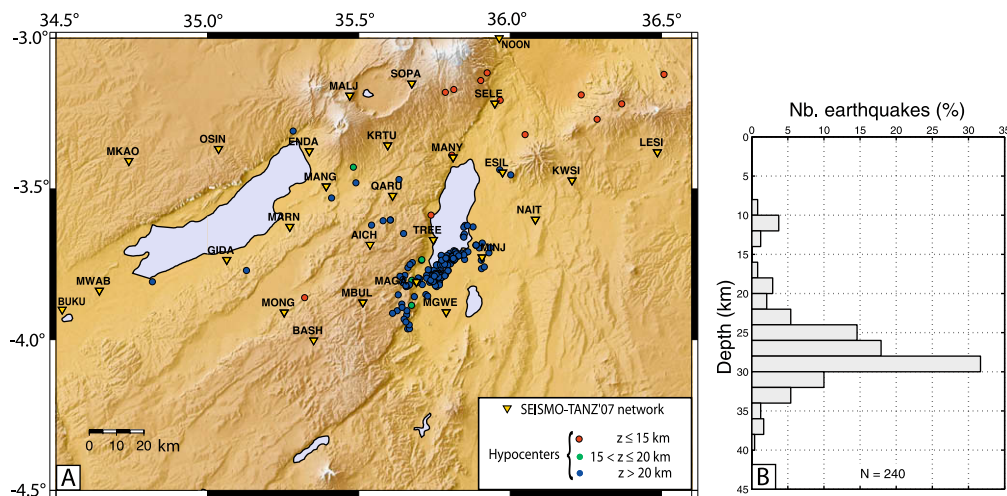 34.5° 35.0° 35.5° 36.0° 36.5°
-3.0°
-3.5°
-4.0°
-4.5°
NOON
SOPA
MALJ
SELE
OSIN
ENDA
KRTU
MKAO
MANY
LESI
ESIL
KWSI
MANG
QARU
MARN
NAIT
TREE
AICH
GIDA
MINJ
MWAB
MAGA
BUKU
MBUL
MONG
MGWE
BASH
0 10 20 km
SEISMO-TANZ'07 network
Hypocenters
z ≤ 15 km
15 < z ≤ 20 km
z > 20 km
A
Nb. earthquakes (%)
0 5 10 15 20 25 30 35
0
5
10
15
20
25
30
35
40
45
Depth (km)
N = 240
B